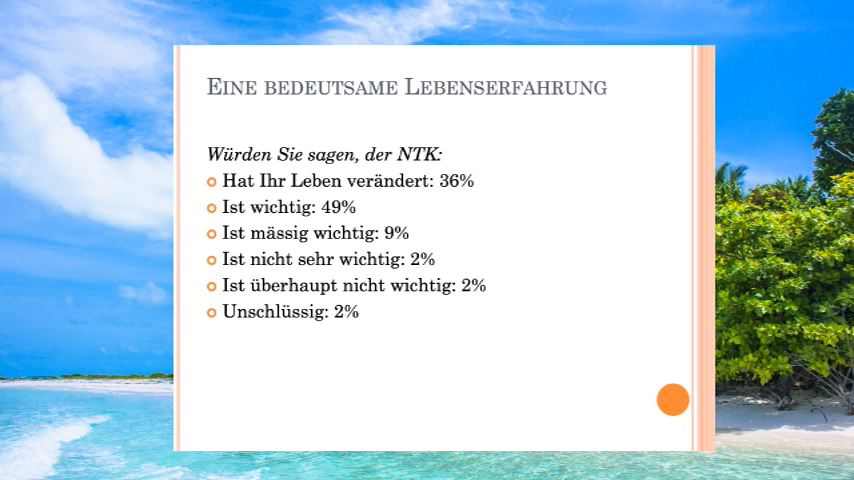 Eine bedeutsame Lebenserfahrung
Würden Sie sagen, der NTK:
Hat Ihr Leben verändert: 36%
Ist wichtig: 49%
Ist mässig wichtig: 9%
Ist nicht sehr wichtig: 2%
Ist überhaupt nicht wichtig: 2%
Unschlüssig: 2%